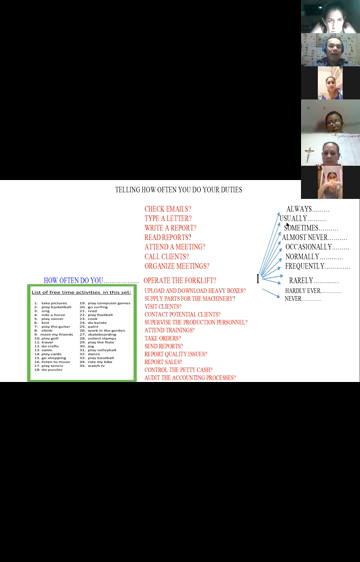 TELLING HOW OFTEN YOU DO YOUR DUTIES
CHECK EMAILS?
TYPE A LETTER?
WRITE A REPORT?
READ REPORTS?
ATTEND A MEETING?
CALL CLIENTS?
ORGANIZE MEETINGS?
HOW OFTEN DO YOU
OPERATE THE FORKLIFT?
UPLOAD AND DOWNLOAD HEAVY BOXES?
SUPPLY PARTS FOR THE MACHINERY?
VISIT CLIENTS?
CONTACT POTENTIAL CLIENTS?
SUPERVISE THE PRODUCTION PERSONNEL?
ATTEND TRAININGS?
TAKE ORDERS?
SEND REPORTS?
REPORT QUALITY ISSUES?
REPORT SALES?
CONTROL THE PETTY CASH?
AUDIT THE ACCOUNTING PROCESSES?
I
ALWAYS.........
USUALLY...........
SOMETIMES...........
ALMOST NEVER...........
OCCASIONALLY...........
NORMALLY...........
FREQUENTLY...............
RARELY.............
HARDLY EVER...........
NEVER...........
List of free time activities in this set:
1. take pictures
2. play basketball
3. sing
4. ride a horse
5. play soccer
6. knit
7. play the guitar
8. climb
9. meet my friends
10. play golf
11. travel
12. do crafts
13. swim
14. play cards
15. go shopping
16. listen to music
17. play tennis
18. do puzzles
19. play computer games
20. go surfing
21. read
22. play football
23. cook
24. do karate
25. paint
26. work in the garden
27. skateboarding
28. collect stamps
29. play the flute
30. jog
31. play volleyball
32. dance
33. play baseball
34. ride my bike
35. watch tv